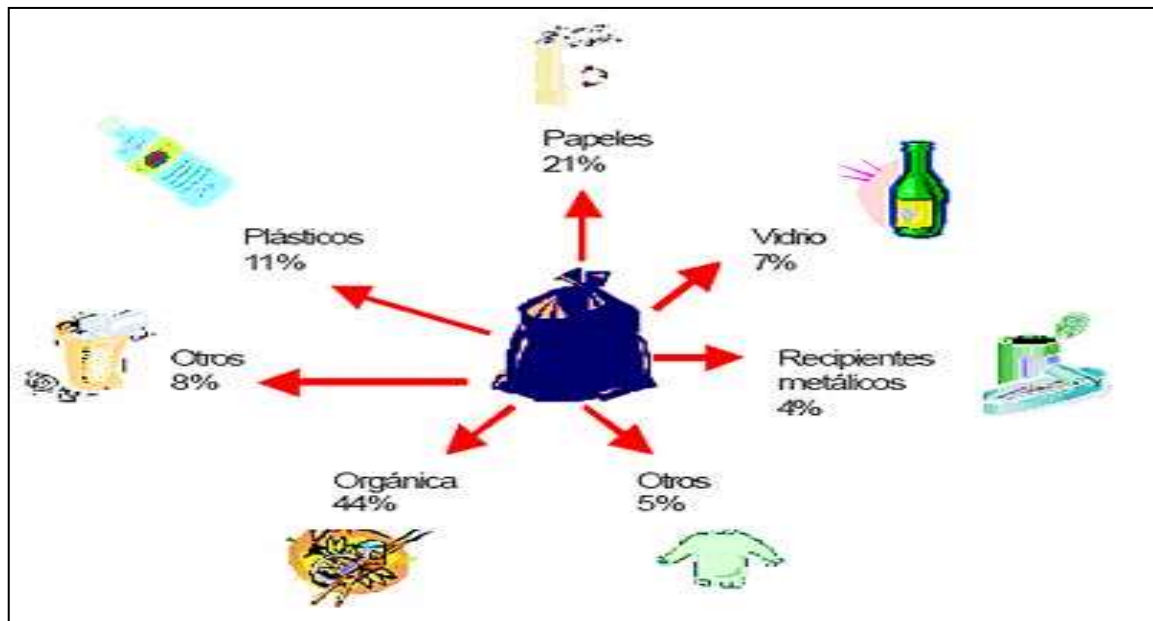 Papeles
21%
Plásticos
11%
Vidrio
7%
Otros
8%
Recipientes
metálicos
4%
Orgánica
44%
Otros
5%